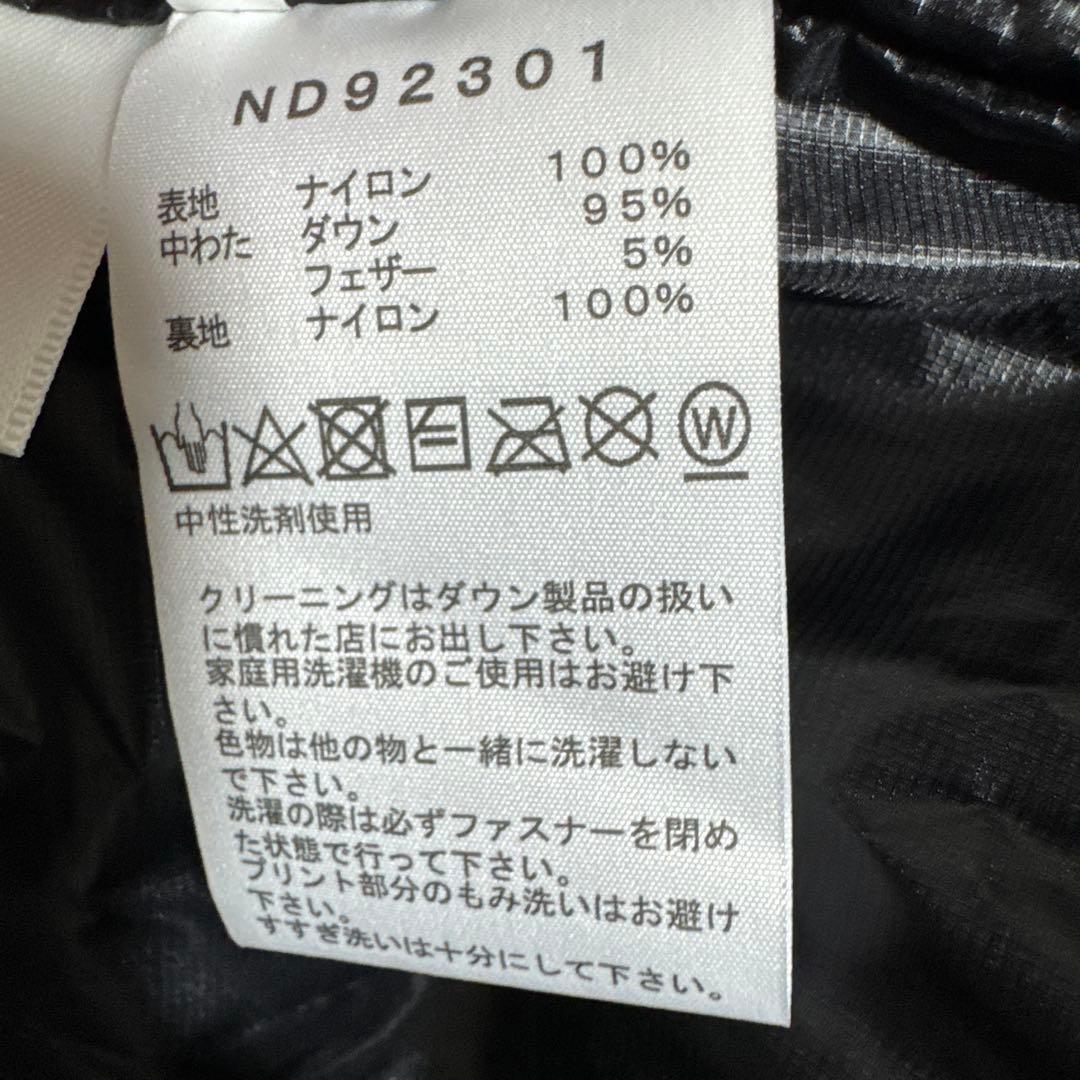 ND92301
表地 ナイロン 100%
中わた ダウン 95%
フェザー 5%
裏地 ナイロン 100%
W
中性洗剤使用
クリーニングはダウン製品の扱い
に慣れた店にお出し下さい。
家庭用洗濯機のご使用はお避け下
さい。
色物は他の物と一緒に洗濯しない
で下さい。
洗濯の際は必ずファスナーを閉め
た状態で行って下さい。
プリント部分のもみ洗いはお避け
下さい。
すすぎ洗いは十分にして下さい。